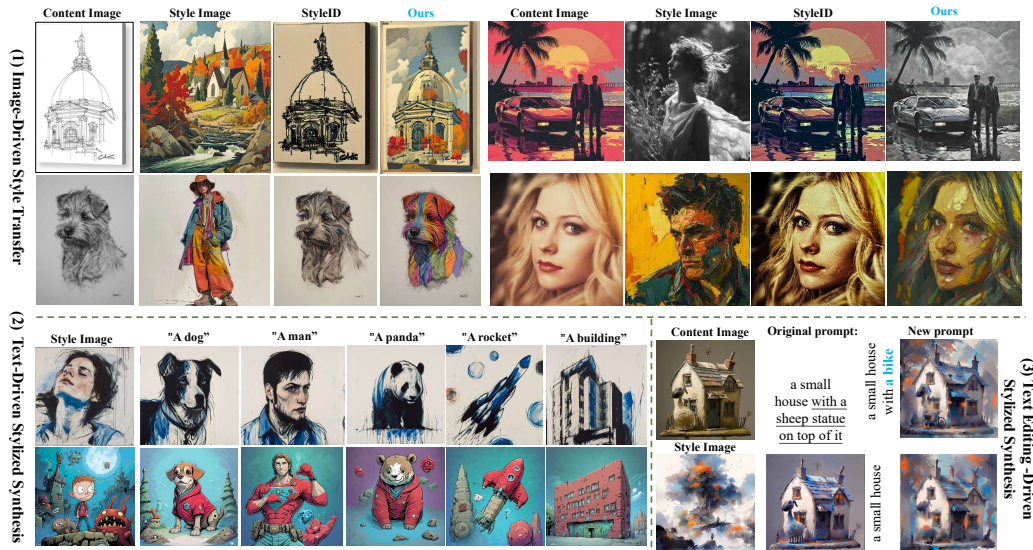 Content Image
Style Image
StyleID
Ours
Content Image
Style Image
StyleID
Ours
(1) Image-Driven Style Transfer
(2) Text-Driven Stylized Synthesis
Style Image
"A dog"
"A man"
"A panda"
"A rocket"
"A building"
Content Image
Original prompt:
New prompt
a small
house with a
sheep statue
on top of it
a small house
with a bike
Style Image
a small house
(3) Text Editing -Driven
Stylized Synthesis